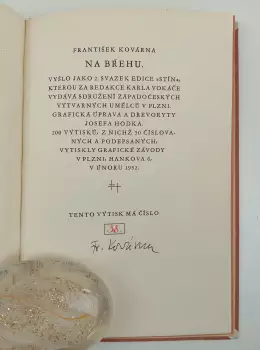 FRANTIŠEK KOVÁRNA
NA BŘEHU.
VYŠLO JAKO 2. SVAZEK EDICE »STÍN«,
KTEROU ZA REDAKCE KARLA VOKÁČE
VYDÁVÁ SDRUŽENÍ ZÁPADOČESKÝCH
VÝTVARNÝCH UMĚLCŮ V PLZNI.
GRAFICKÁ ÚPRAVA A DŘEVORYTY
JOSEFA HODKA.
200 VÝTISKŮ, Z NICHŽ 50 ČÍSLOVA-
NÝCH A PODEPSANÝCH,
VYTISKLY GRAFICKÉ ZÁVODY
V PLZNI, HANKOVA 6,
V ÚNORU 1932.
TENTO VÝTISK MÁ ČÍSLO
38.
Fr. Kovárna